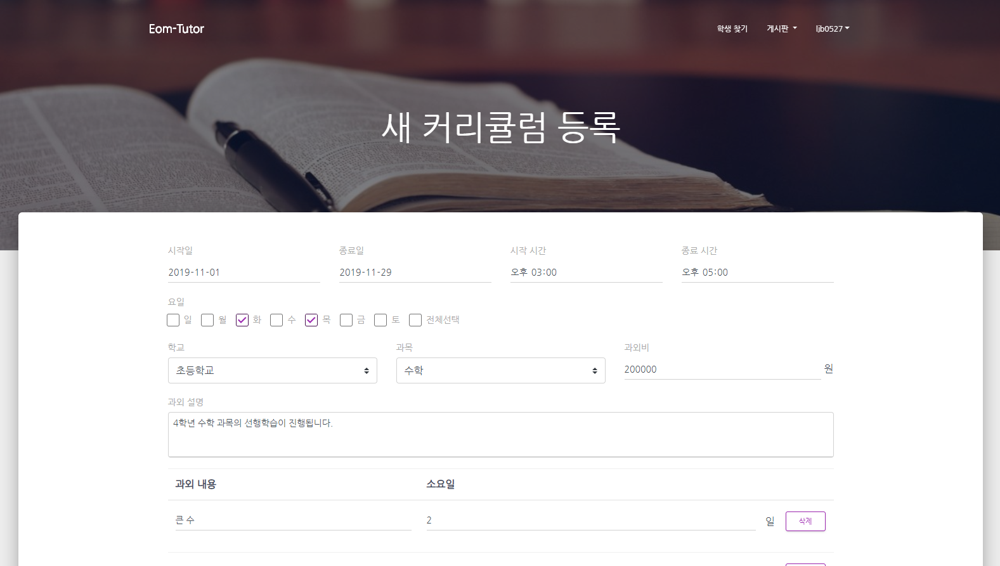 Eom-Tutor 학생 찾기 게시판 ljb0527
새 커리큘럼 등록
시작일 종료일 시작 시간 종료 시간
2019-11-01 2019-11-29 오후 03:00 오후 05:00
요일
일 월 화 수 목 금 토 전체선택
학교 과목 과외비
초등학교 수학 200000 원
과외 설명
4학년 수학 과목의 선행학습이 진행됩니다.
과외 내용 소요일
큰 수 2 일 삭제